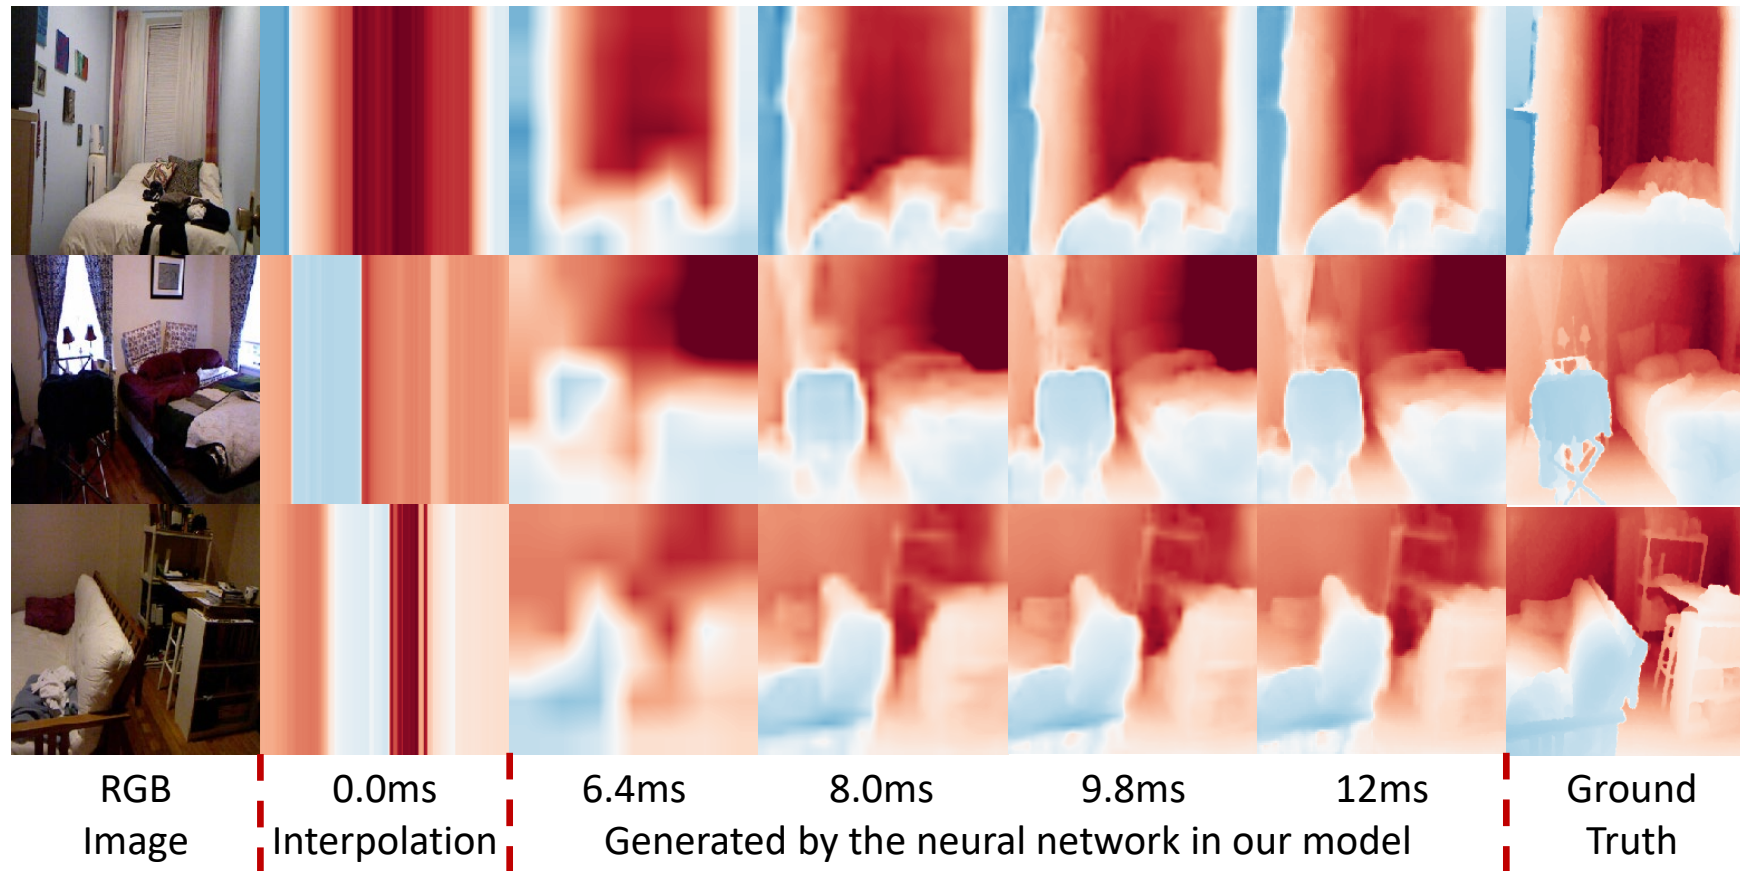 RGB Image
0.0ms Interpolation
6.4ms 8.0ms 9.8ms 12ms
Generated by the neural network in our model
Ground Truth